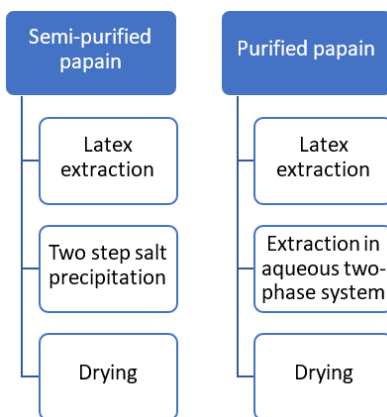 Semi-purified
papain
Latex
extraction
Two step salt
precipitation
Drying
Purified papain
Latex
extraction
Extraction in
aqueous two-
phase system
Drying